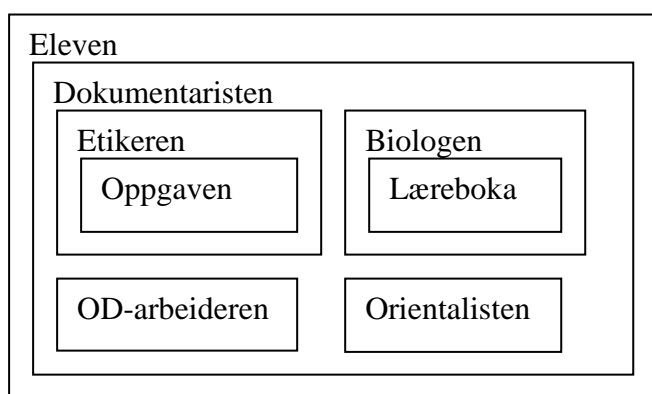 Eleven
Dokumentaristen
Etikeren
Biologen
Oppgaven
Læreboka
OD-arbeideren
Orientalisten